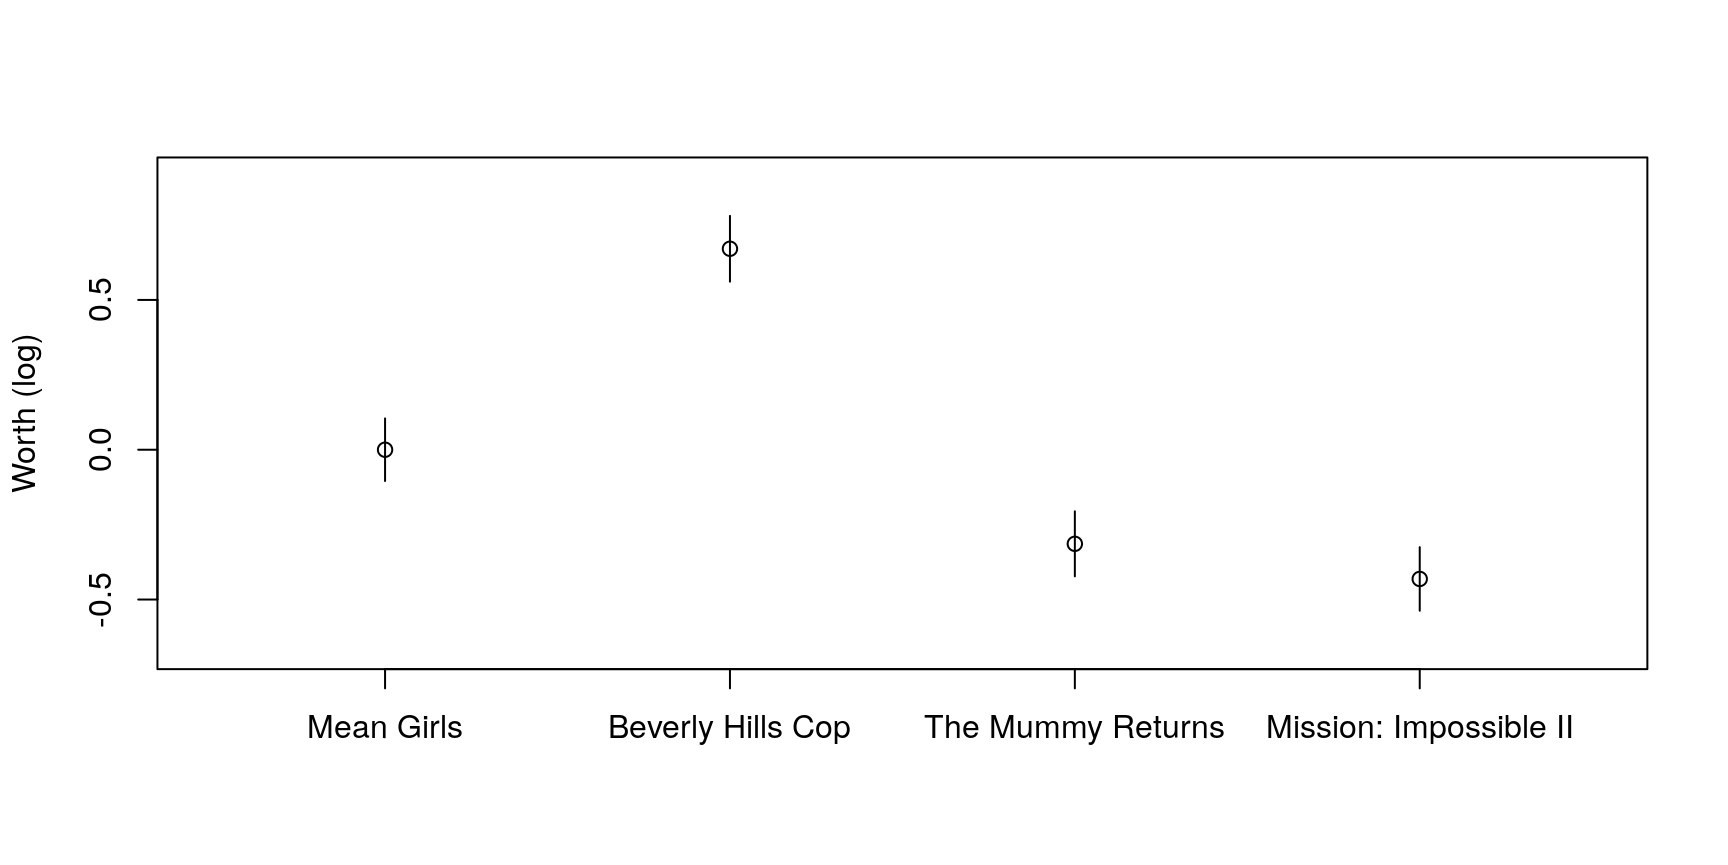 Worth (log)
0.5
0.0
-0.5
Mean Girls
Beverly Hills Cop
The Mummy Returns
Mission: Impossible II